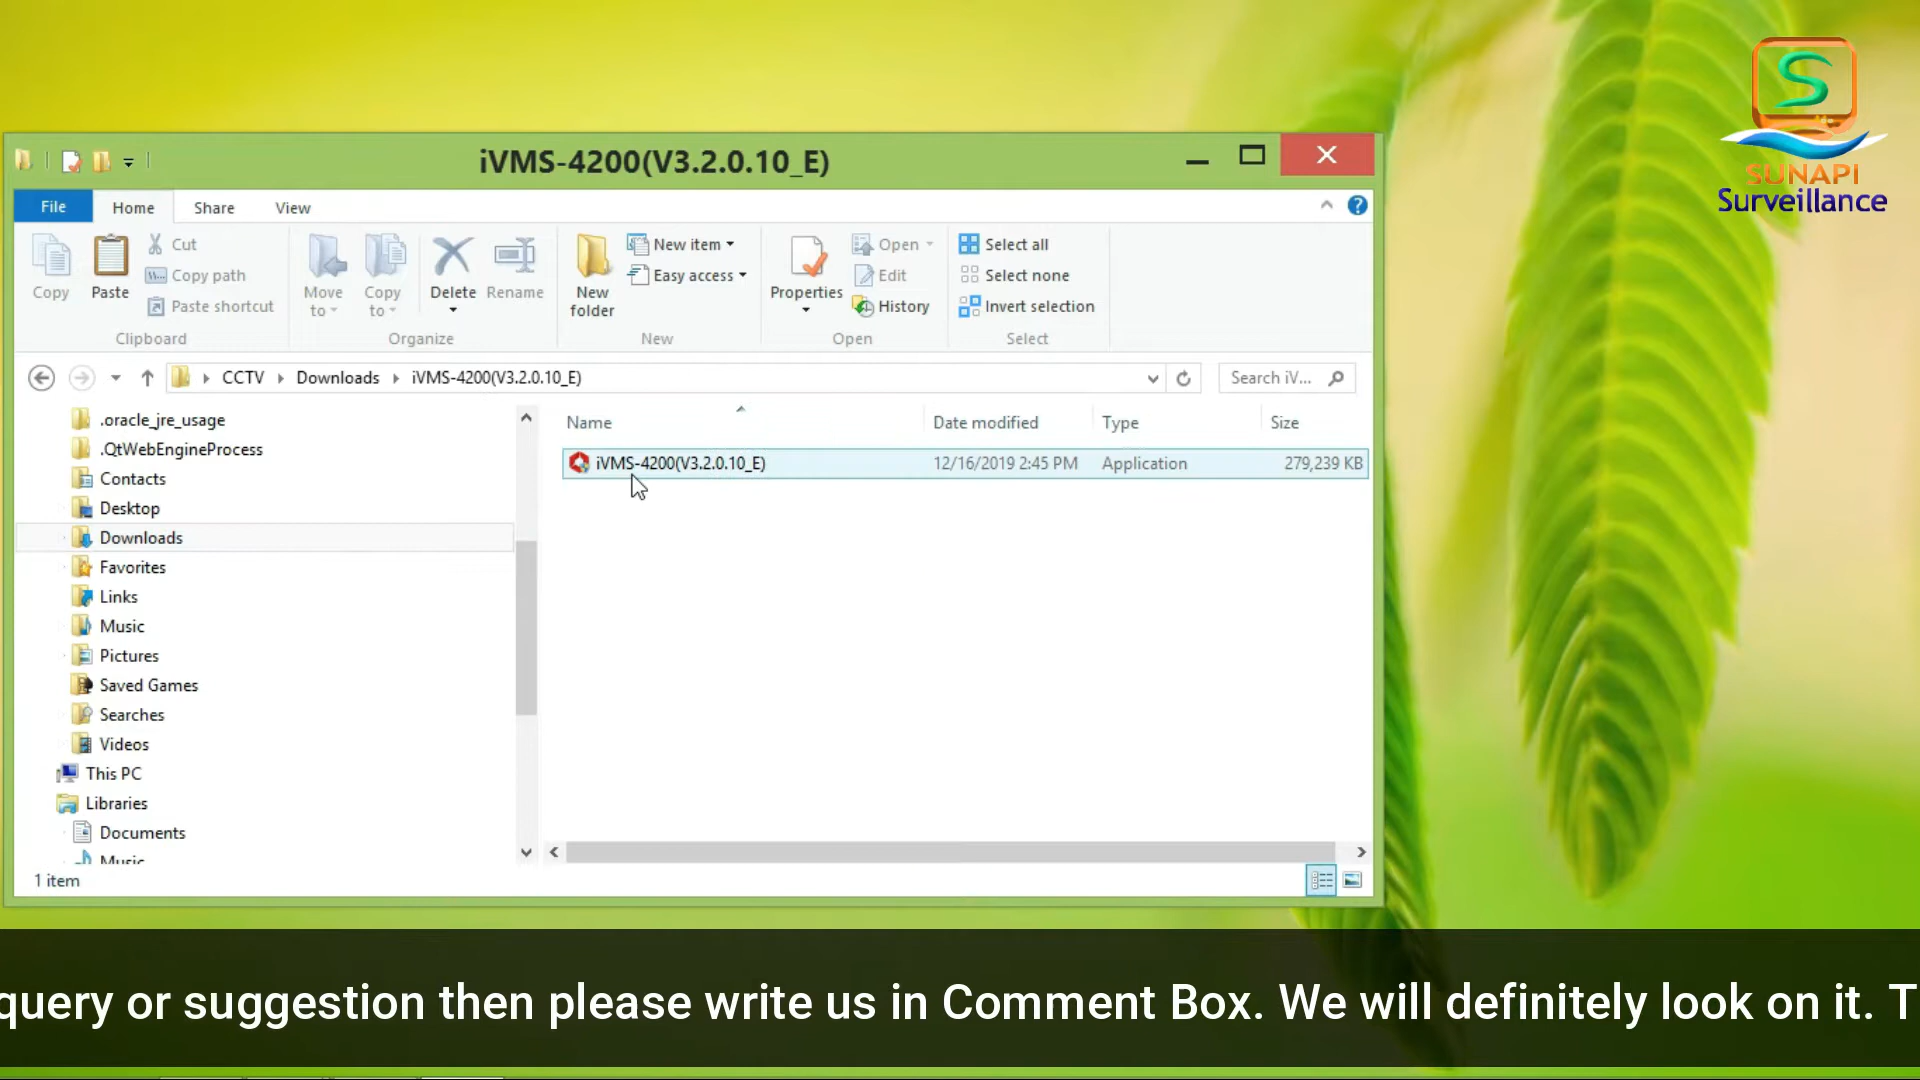 iVMS-4200(V3.2.0.10_E)
S
SUNAPI
Surveillance
File
Home
Share
View
Copy
Paste
Cut
Copy path
Paste shortcut
Clipboard
Move to
Copy to
Delete
Rename
Organize
New folder
New item
Easy access
New
Properties
Open
Edit
History
Open
Select all
Select none
Invert selection
Select
CCTV
Downloads
iVMS-4200(V3.2.0.10_E)
Search iV...
.oracle_jre_usage
.QtWebEngineProcess
Contacts
Desktop
Downloads
Favorites
Links
Music
Pictures
Saved Games
Searches
Videos
This PC
Libraries
Documents
Music
Name
Date modified
Type
Size
iVMS-4200(V3.2.0.10_E) 12/16/2019 2:45 PM Application 279,239 KB
1 item
query or suggestion then please write us in Comment Box. We will definitely look on it. T